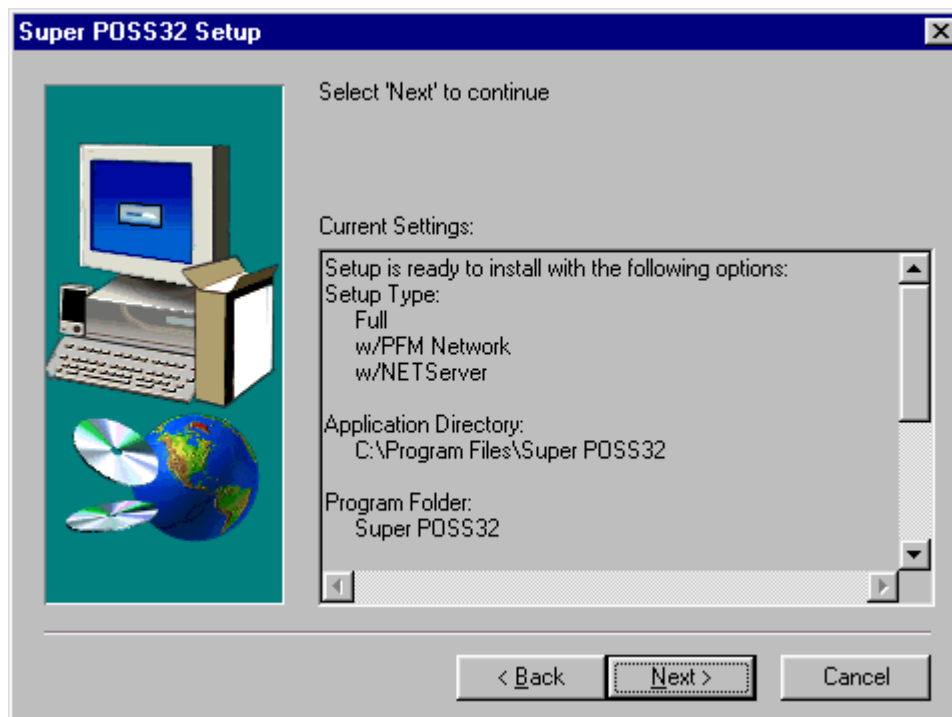 Super POSS32 Setup
Select 'Next' to continue
Current Settings:
Setup is ready to install with the following options:
Setup Type:
Full
w/PFM Network
w/NETServer
Application Directory:
C:\Program Files\Super POSS32
Program Folder:
Super POSS32
< Back
Next >
Cancel